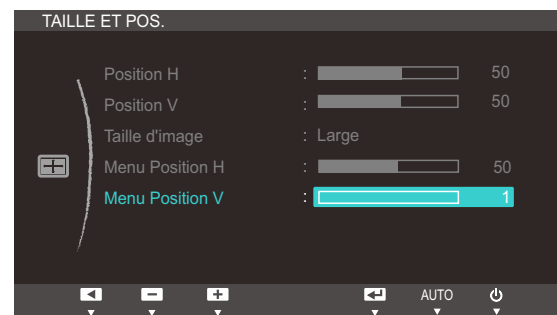 TAILLE ET POS.
Position H : 50
Position V : 50
Taille d'image : Large
Menu Position H : 50
Menu Position V : 1
AUTO